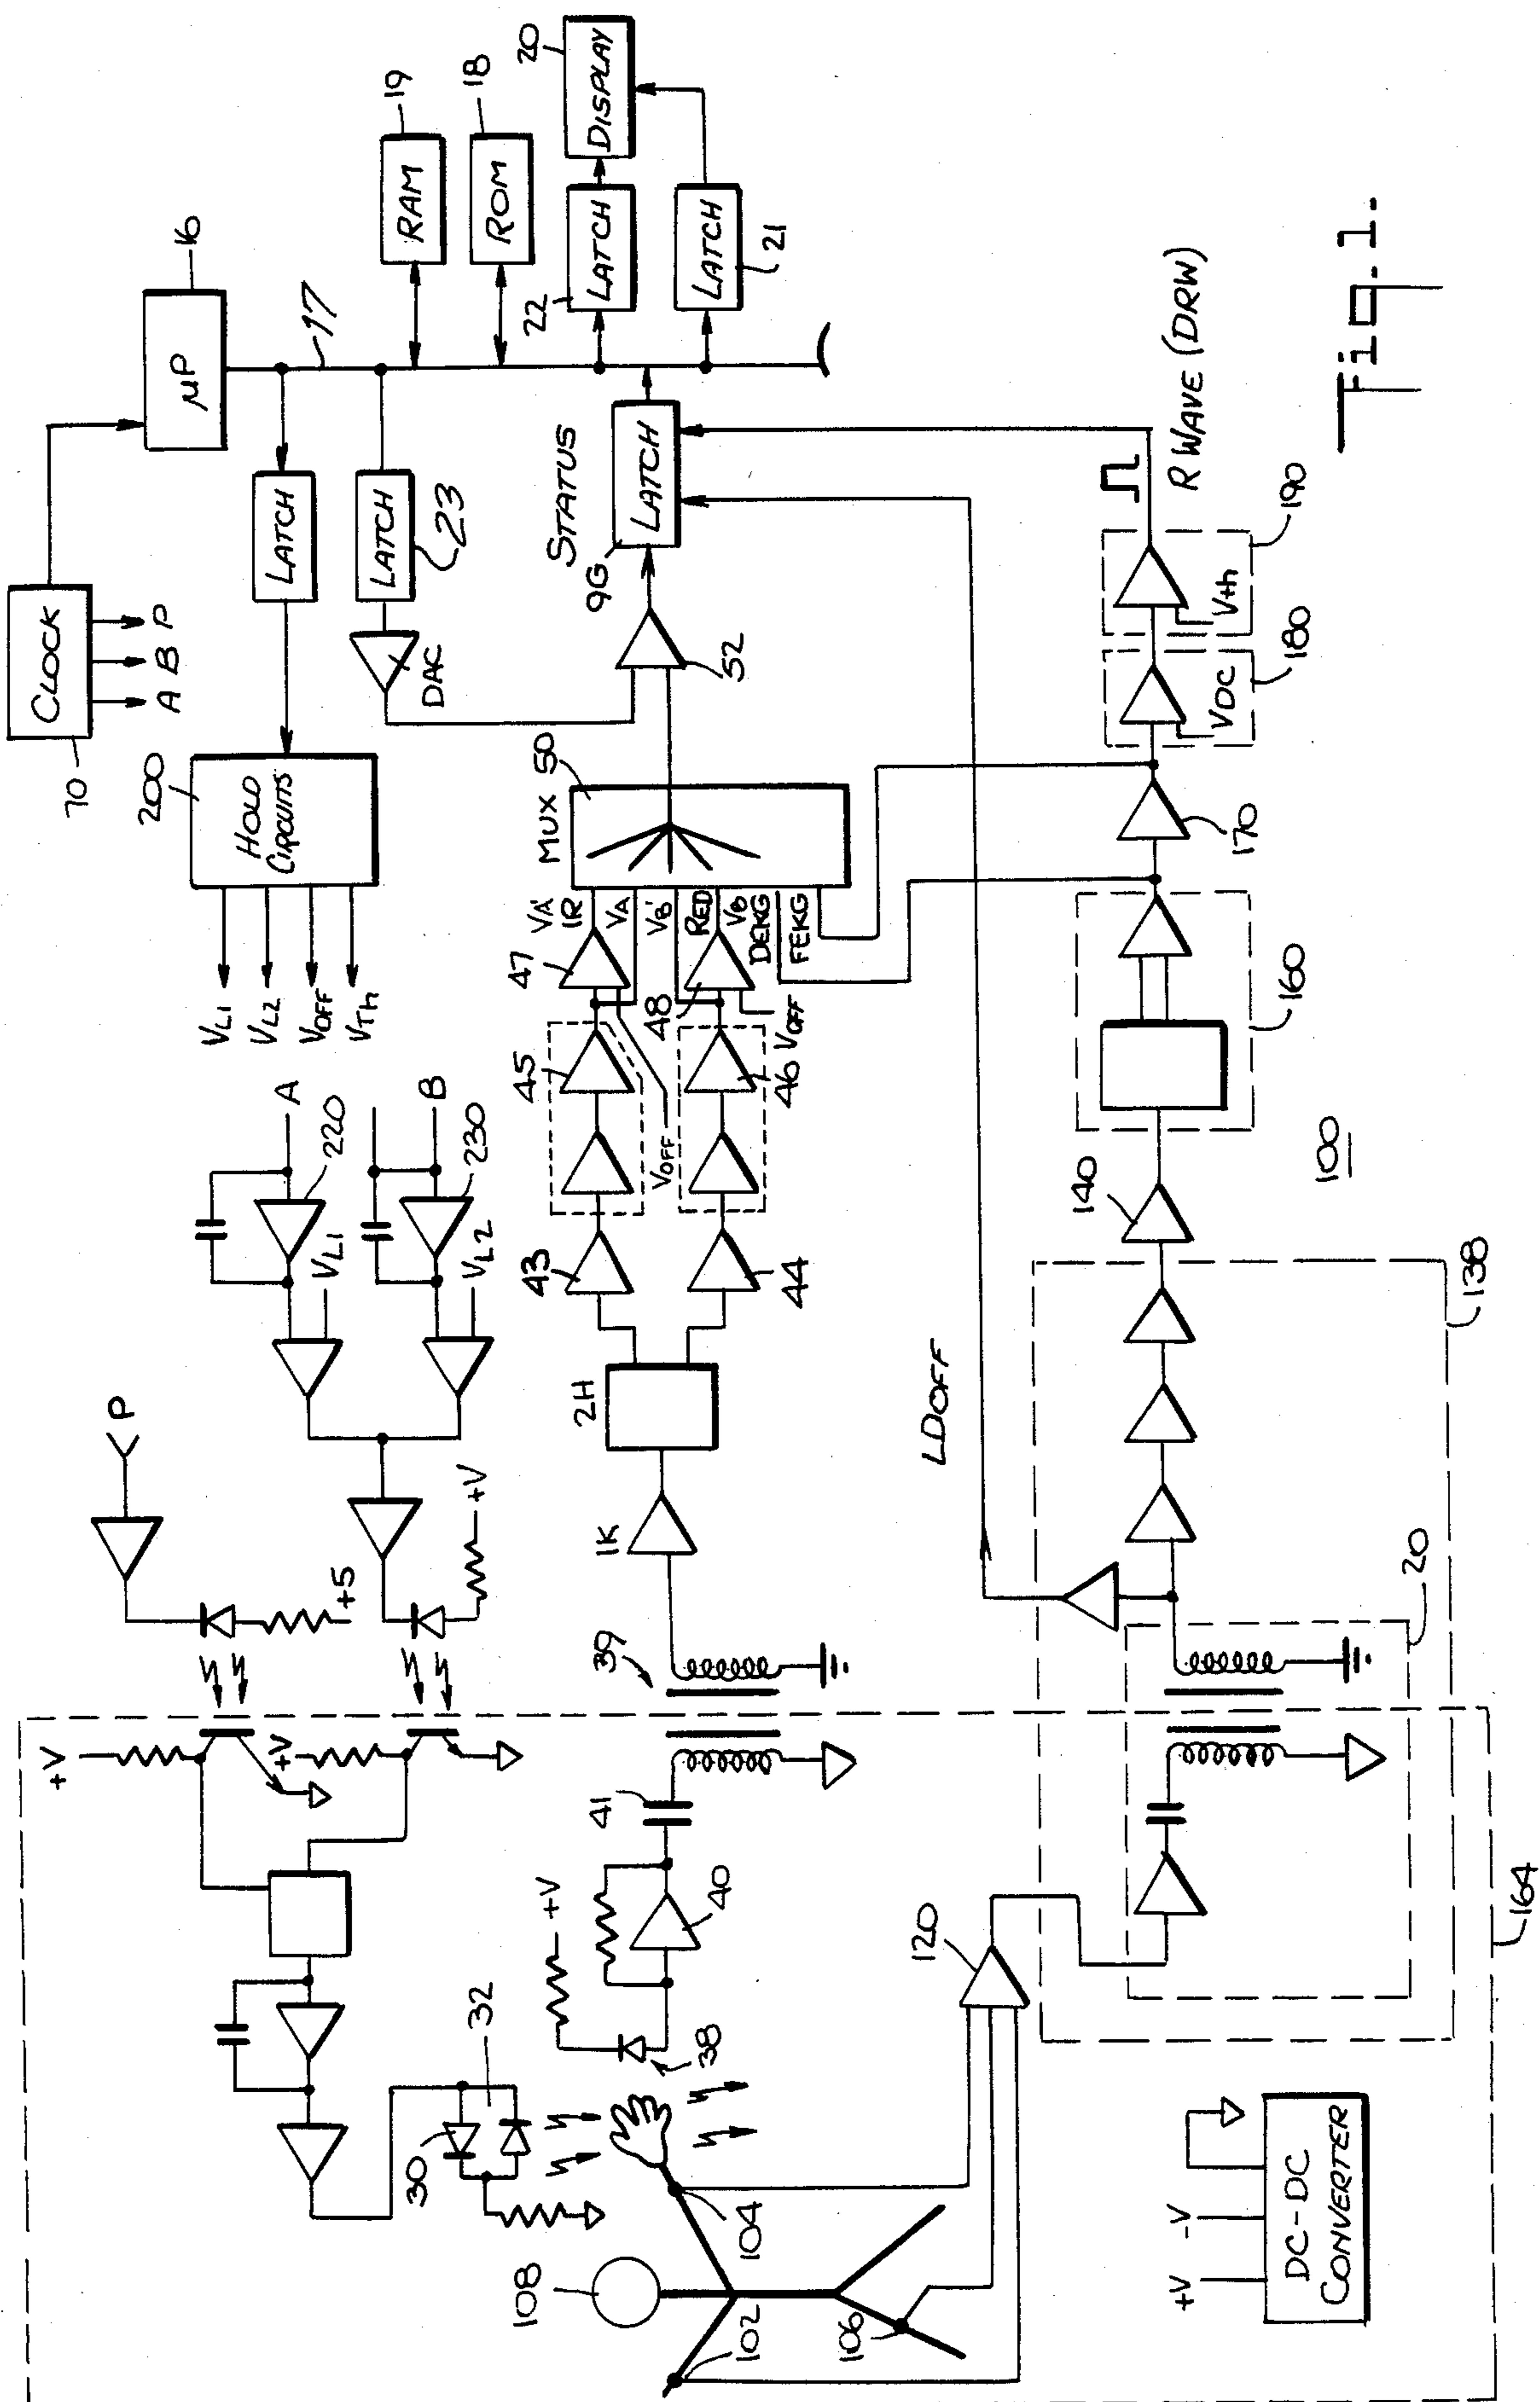 70
CLOCK
A B P
16
μP
17
RAM
19
ROM
18
LATCH
22
DISPLAY
20
LATCH
21
LATCH
LATCH
23
DAC
STATUS
9G
LATCH
52
200
HOLD
CIRCUITS
VL1
VL2
VOFF
VTh
MUX
50
VA'
IR
VA
VB'
RED
VB
DEKG
FEKG
47
48
45
46
VOFF
VOFF
43
44
2H
1K
39
A
220
VL1
B
230
VL2
P
+5
+V
+V
+V
41
40
+V
38
30
32
108
102
104
106
120
+V
-V
DC-DC
CONVERTER
164
20
138
LDOFF
140
100
160
170
180
VDC
190
Vth
R WAVE (DRW)
Fig. 1.